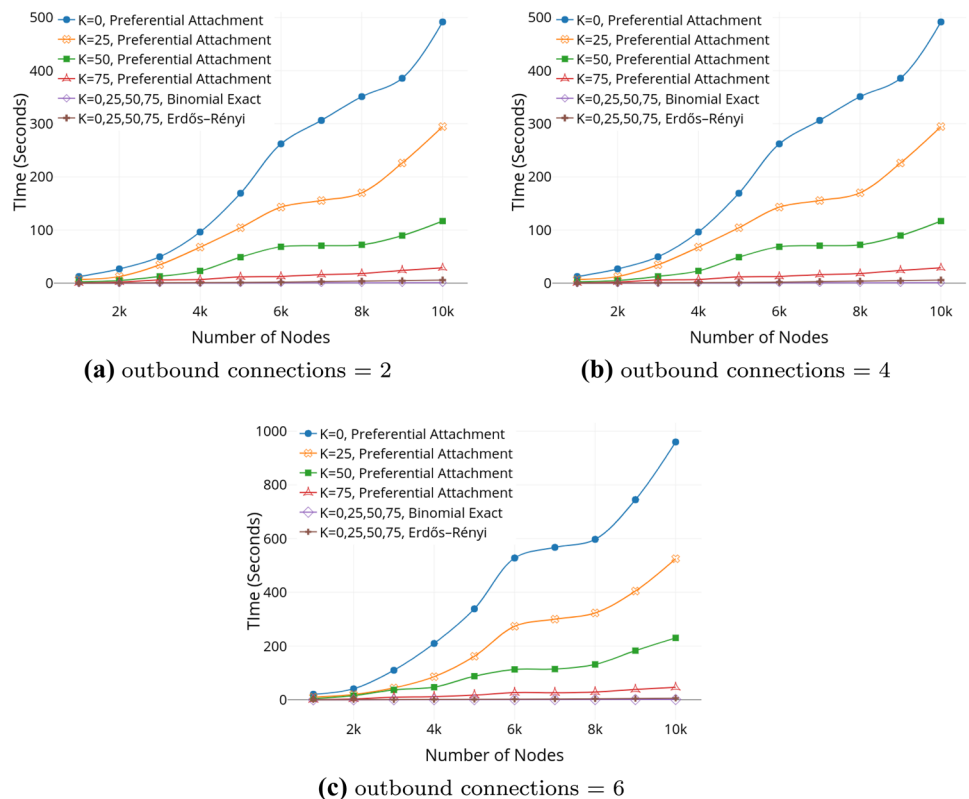 500
400
300
200
100
0
TIme (Seconds)
K=0, Preferential Attachment
K=25, Preferential Attachment
K=50, Preferential Attachment
K=75, Preferential Attachment
K=0,25,50,75, Binomial Exact
K=0,25,50,75, Erdős–Rényi
2k 4k 6k 8k 10k
Number of Nodes
(a) outbound connections = 2
500
400
300
200
100
0
TIme (Seconds)
K=0, Preferential Attachment
K=25, Preferential Attachment
K=50, Preferential Attachment
K=75, Preferential Attachment
K=0,25,50,75, Binomial Exact
K=0,25,50,75, Erdős–Rényi
2k 4k 6k 8k 10k
Number of Nodes
(b) outbound connections = 4
1000
800
600
400
200
0
TIme (Seconds)
K=0, Preferential Attachment
K=25, Preferential Attachment
K=50, Preferential Attachment
K=75, Preferential Attachment
K=0,25,50,75, Binomial Exact
K=0,25,50,75, Erdős–Rényi
2k 4k 6k 8k 10k
Number of Nodes
(c) outbound connections = 6